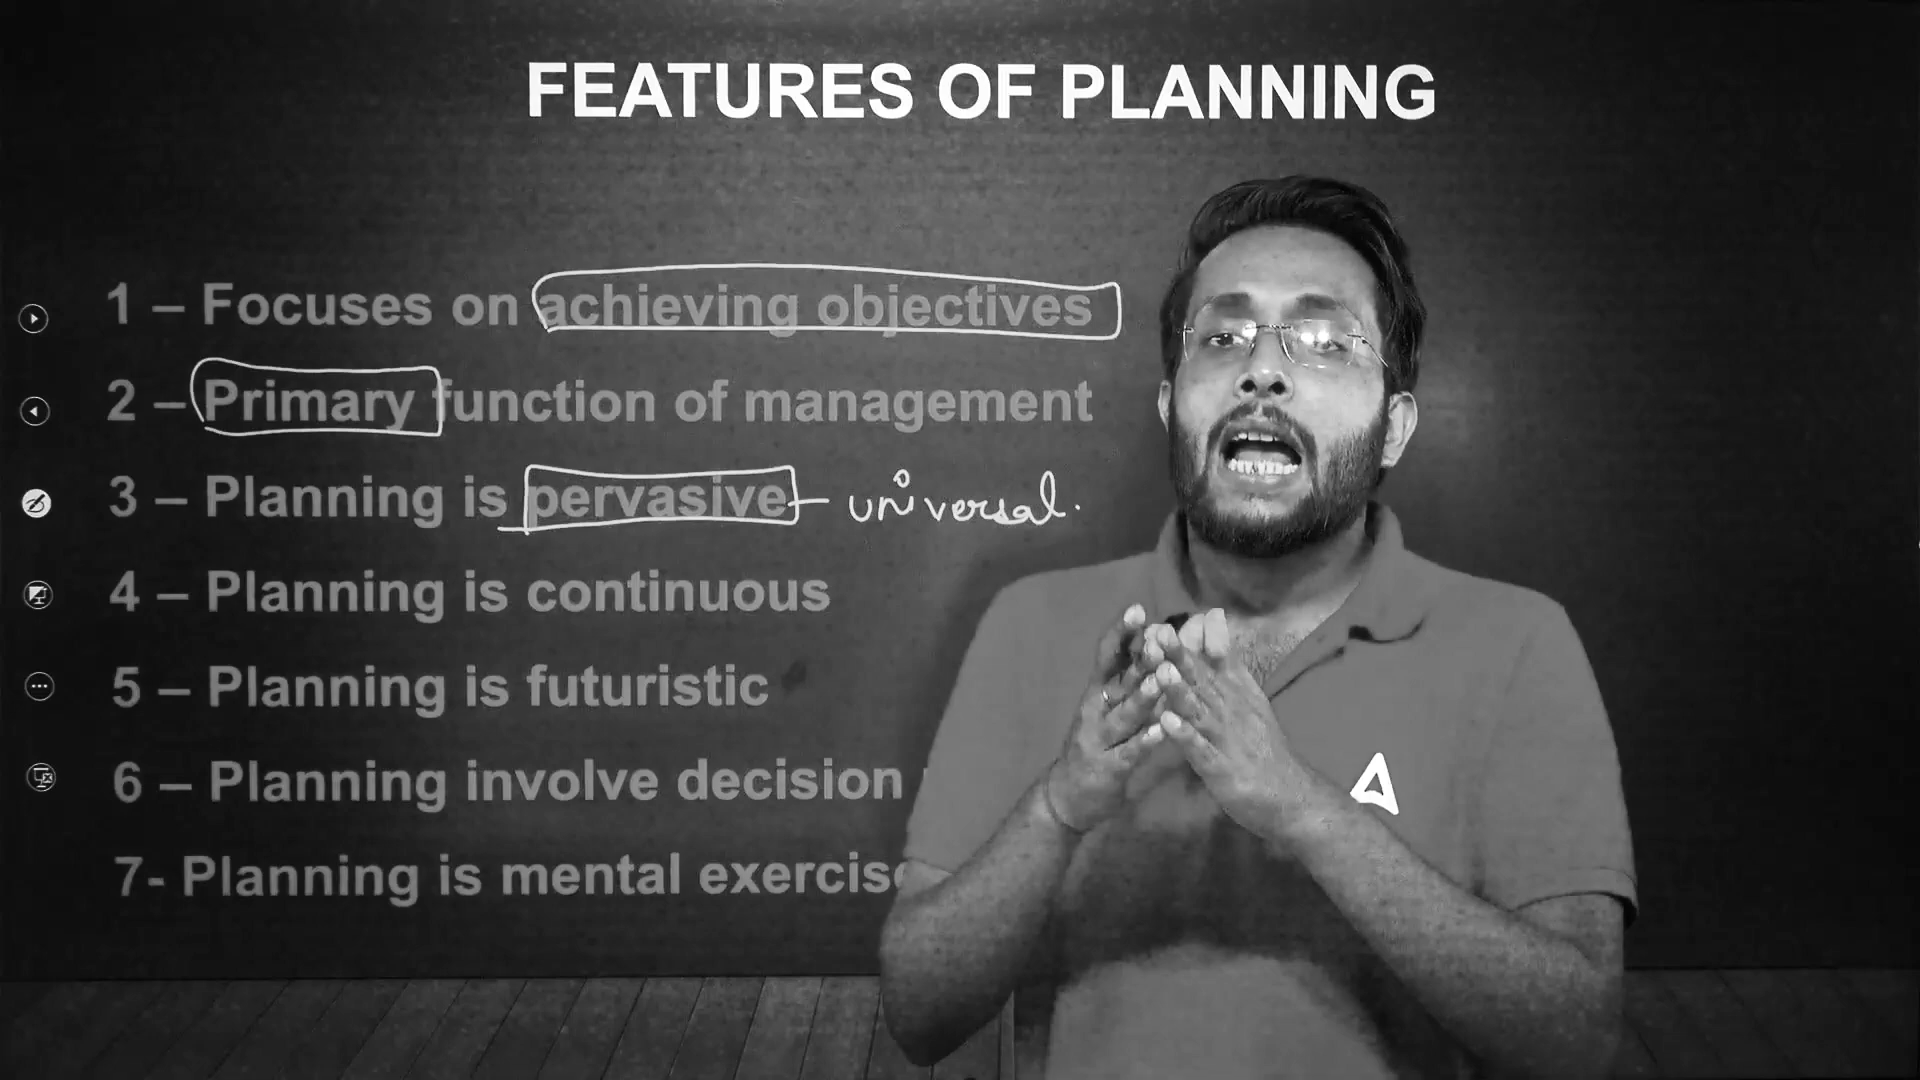 FEATURES OF PLANNING
1 – Focuses on achieving objectives
2 – Primary function of management
3 – Planning is pervasive – universal.
4 – Planning is continuous
5 – Planning is futuristic
6 – Planning involve decision
7- Planning is mental exercise